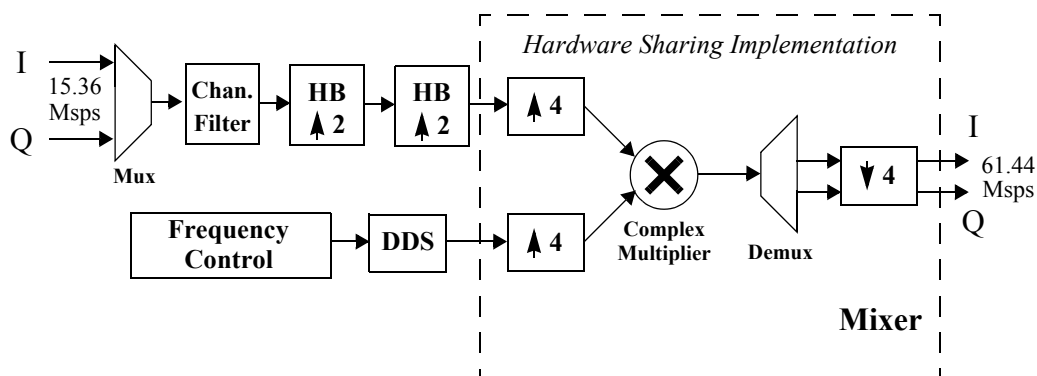 Hardware Sharing Implementation
I
15.36
Msps
Q
Mux
Chan.
Filter
HB
2
HB
2
4
Complex
Multiplier
Demux
4
I
61.44
Msps
Q
Frequency
Control
DDS
4
Mixer